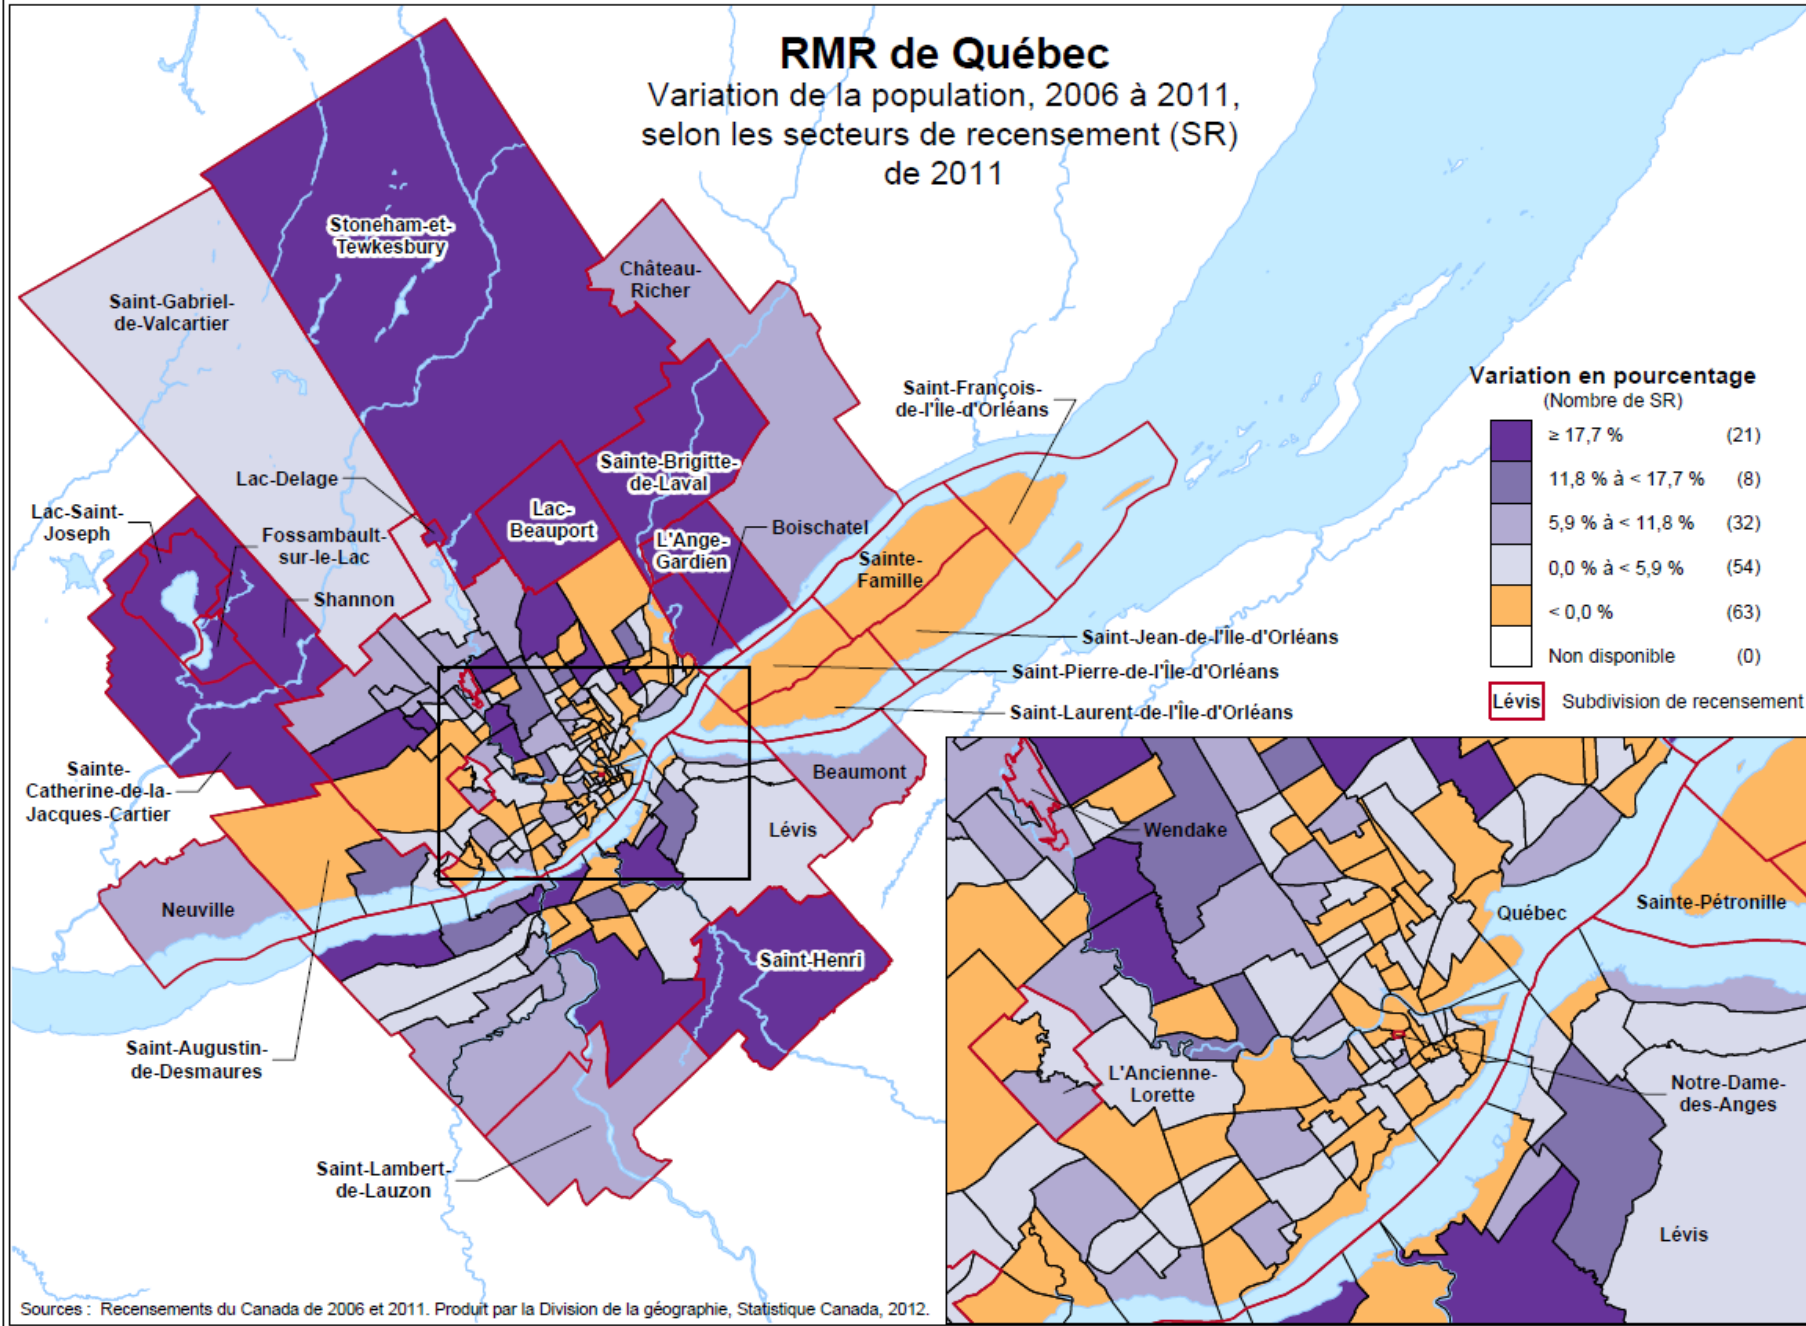 RMR de Québec
Variation de la population, 2006 à 2011,
selon les secteurs de recensement (SR)
de 2011
Stoneham-et-
Tewkesbury
Château-
Richer
Saint-Gabriel-
de-Valcartier
Saint-François-
de-l'Île-d'Orléans
Variation en pourcentage
(Nombre de SR)
≥ 17,7 % (21)
11,8 % à < 17,7 % (8)
5,9 % à < 11,8 % (32)
0,0 % à < 5,9 % (54)
< 0,0 % (63)
Non disponible (0)
Lévis Subdivision de recensement
Sainte-Brigitte-
de-Laval
Lac-Delage
Lac-
Beauport
Lac-Saint-
Joseph
Fossambault-
sur-le-Lac
L'Ange-
Gardien
Boischatel
Sainte-
Famille
Shannon
Saint-Jean-de-l'Île-d'Orléans
Saint-Pierre-de-l'Île-d'Orléans
Saint-Laurent-de-l'Île-d'Orléans
Sainte-
Catherine-de-la-
Jacques-Cartier
Beaumont
Lévis
Neuville
Saint-Henri
Saint-Augustin-
de-Desmaures
Saint-Lambert-
de-Lauzon
Wendake
Québec
Sainte-Pétronille
L'Ancienne-
Lorette
Notre-Dame-
des-Anges
Lévis
Sources : Recensements du Canada de 2006 et 2011. Produit par la Division de la géographie, Statistique Canada, 2012.